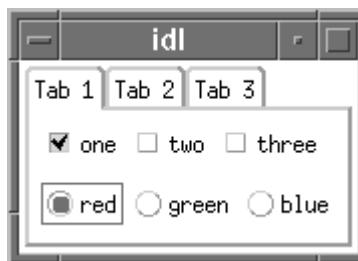 idl
Tab 1 Tab 2 Tab 3
one two three
red green blue